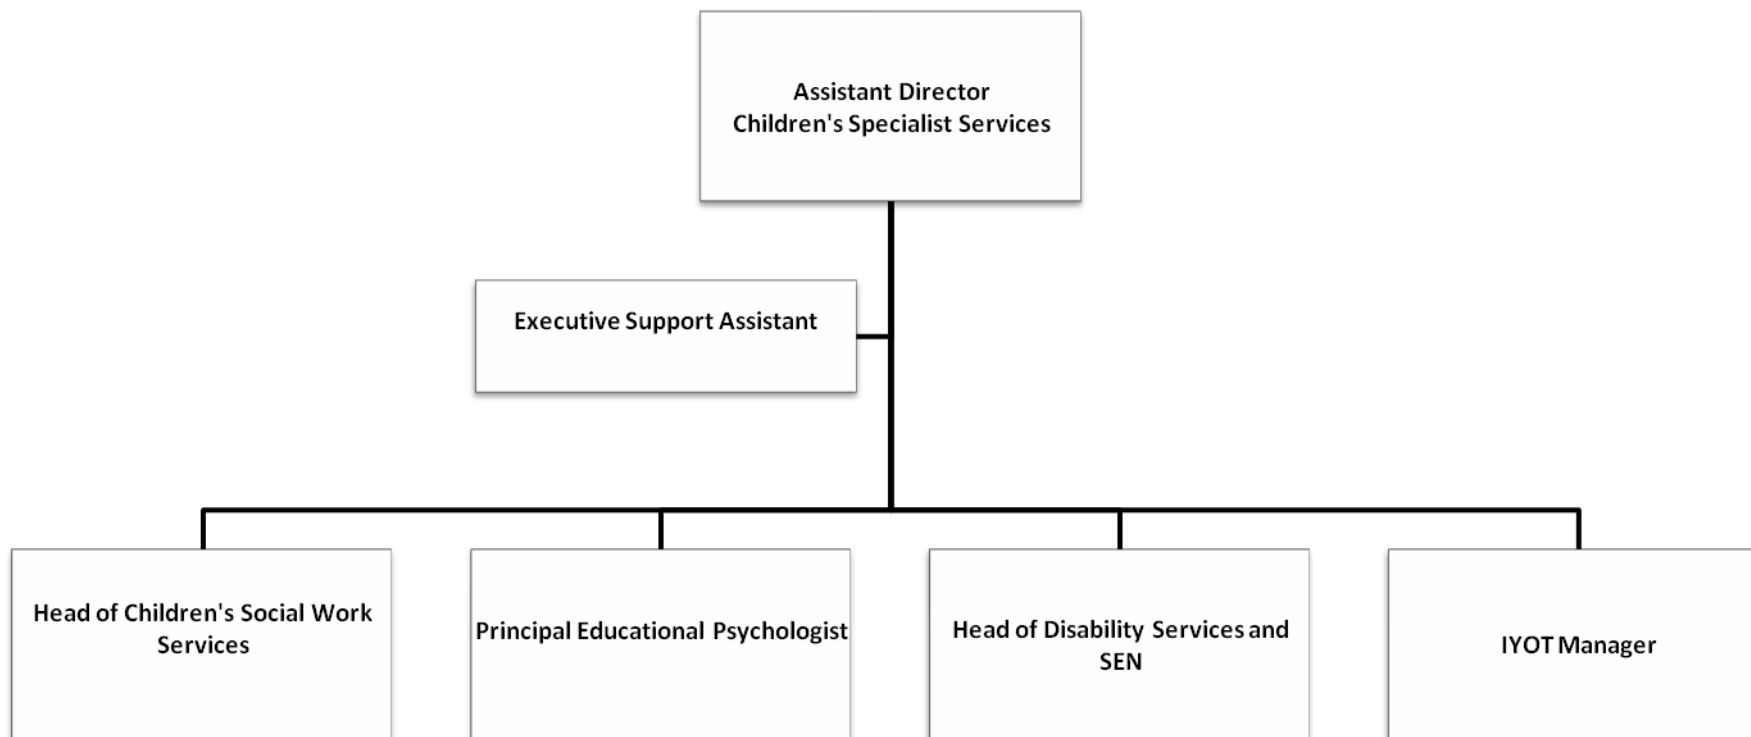 Assistant Director
Children's Specialist Services
Executive Support Assistant
Head of Children's Social Work
Services
Principal Educational Psychologist
Head of Disability Services and
SEN
IYOT Manager